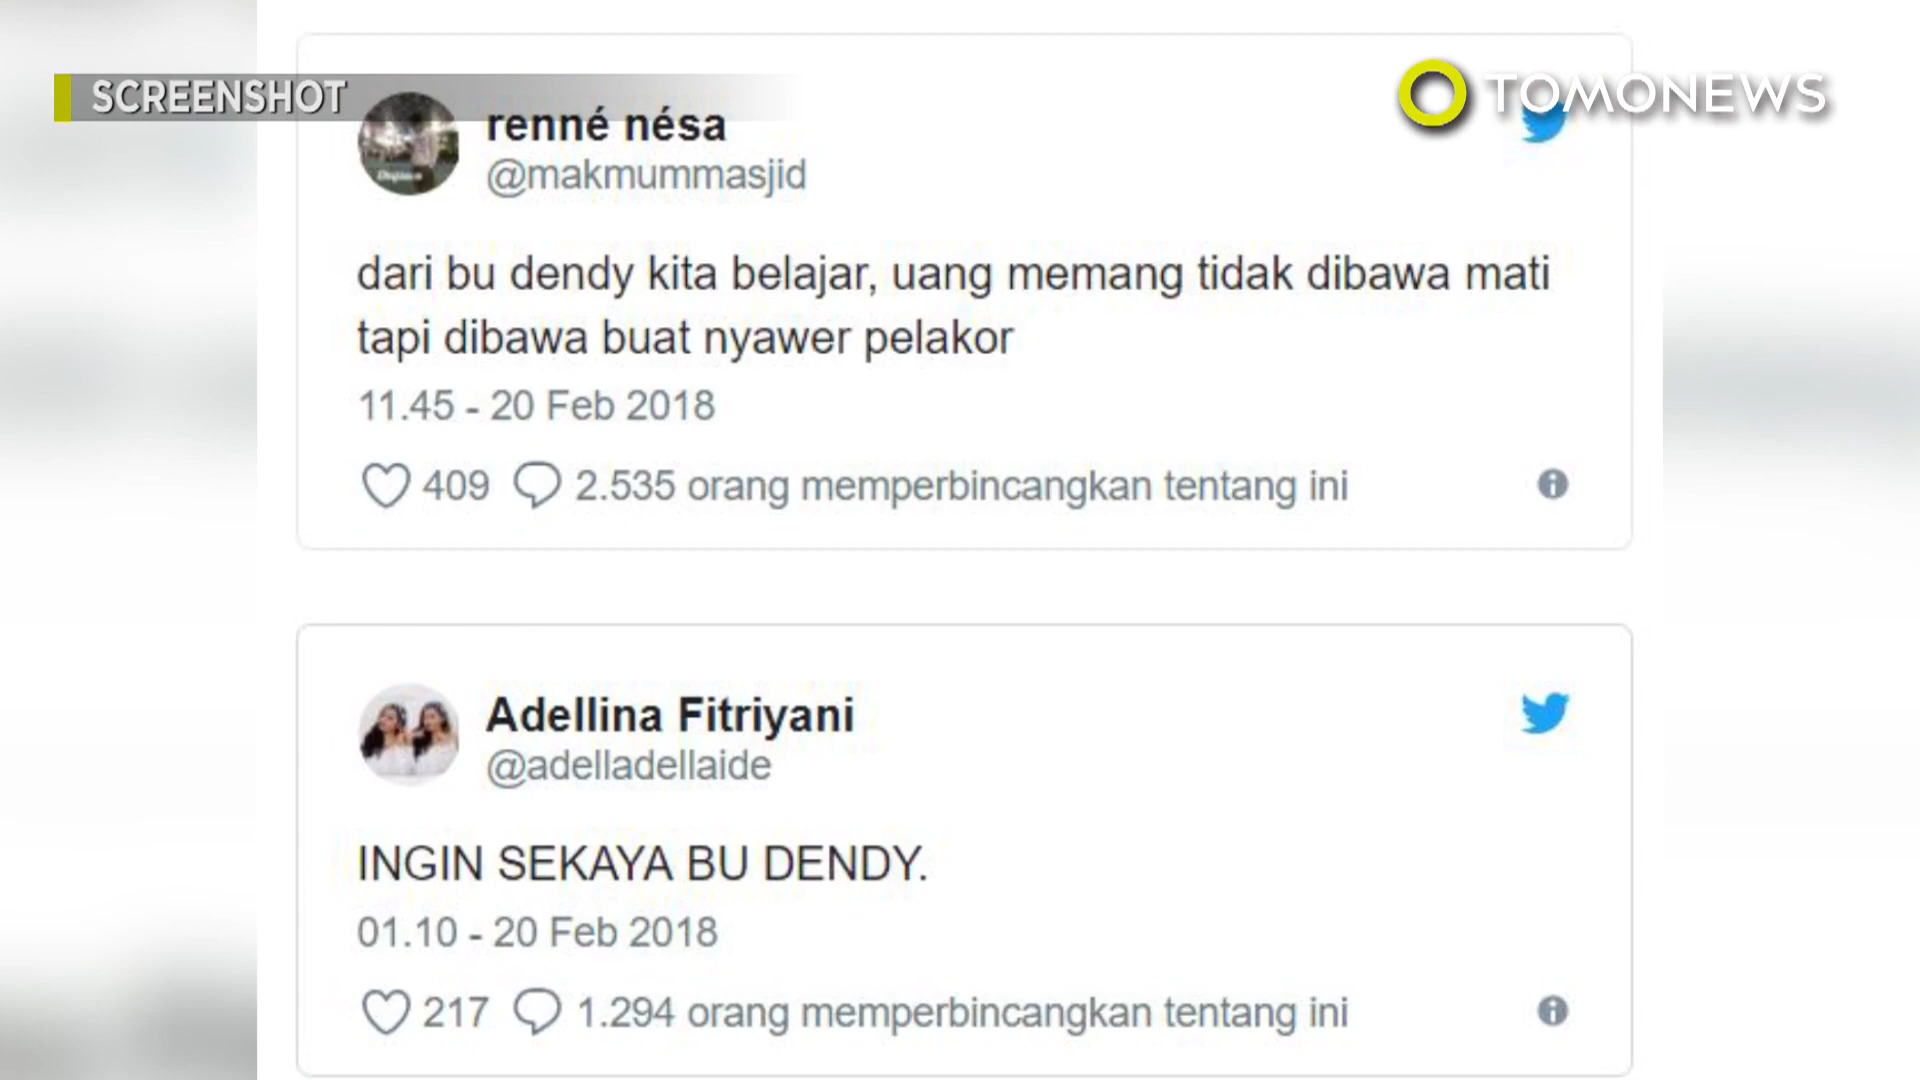 SCREENSHOT
TOMONEWS
renné nésa
@makmummasjid
dari bu dendy kita belajar, uang memang tidak dibawa mati
tapi dibawa buat nyawer pelakor
11.45 - 20 Feb 2018
409 2.535 orang memperbincangkan tentang ini
Adellina Fitriyani
@adelladellaide
INGIN SEKAYA BU DENDY.
01.10 - 20 Feb 2018
217 1.294 orang memperbincangkan tentang ini